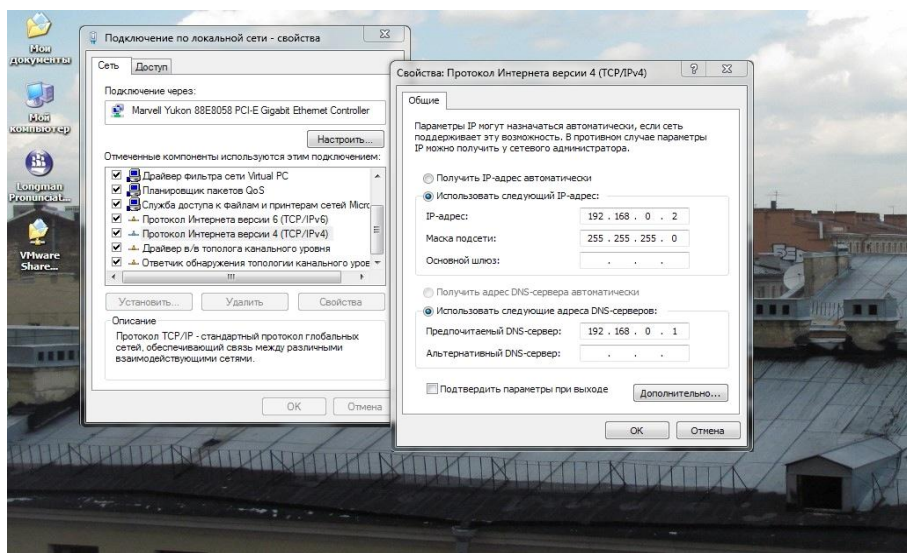 Мои
документы
Мой
компьютер
Longman
Pronunciat...
VMware
Share...
Подключение по локальной сети - свойства
Сеть
Доступ
Подключение через:
Marvell Yukon 88E8058 PCI-E Gigabit Ethernet Controller
Настроить...
Отмеченные компоненты используются этим подключением:
Драйвер фильтра сети Virtual PC
Планировщик пакетов QoS
Служба доступа к файлам и принтерам сетей Micro
Протокол Интернета версии 6 (TCP/IPv6)
Протокол Интернета версии 4 (TCP/IPv4)
Драйвер в/в тополога канального уровня
Ответчик обнаружения топологии канального уров
Установить...
Удалить
Свойства
Описание
Протокол TCP/IP - стандартный протокол глобальных
сетей, обеспечивающий связь между различными
взаимодействующими сетями.
ОК
Отмена
Свойства: Протокол Интернета версии 4 (TCP/IPv4)
Общие
Параметры IP могут назначаться автоматически, если сеть
поддерживает эту возможность. В противном случае параметры
IP можно получить у сетевого администратора.
Получить IP-адрес автоматически
Использовать следующий IP-адрес:
IP-адрес: 192 . 168 . 0 . 2
Маска подсети: 255 . 255 . 255 . 0
Основной шлюз: . . .
Получить адрес DNS-сервера автоматически
Использовать следующие адреса DNS-серверов:
Предпочитаемый DNS-сервер: 192 . 168 . 0 . 1
Альтернативный DNS-сервер: . . .
Подтвердить параметры при выходе
Дополнительно...
ОК
Отмена